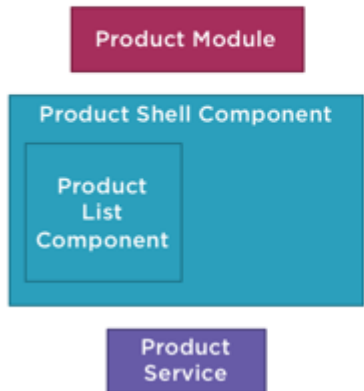 Product Module
Product Shell Component
Product
List
Component
Product
Service